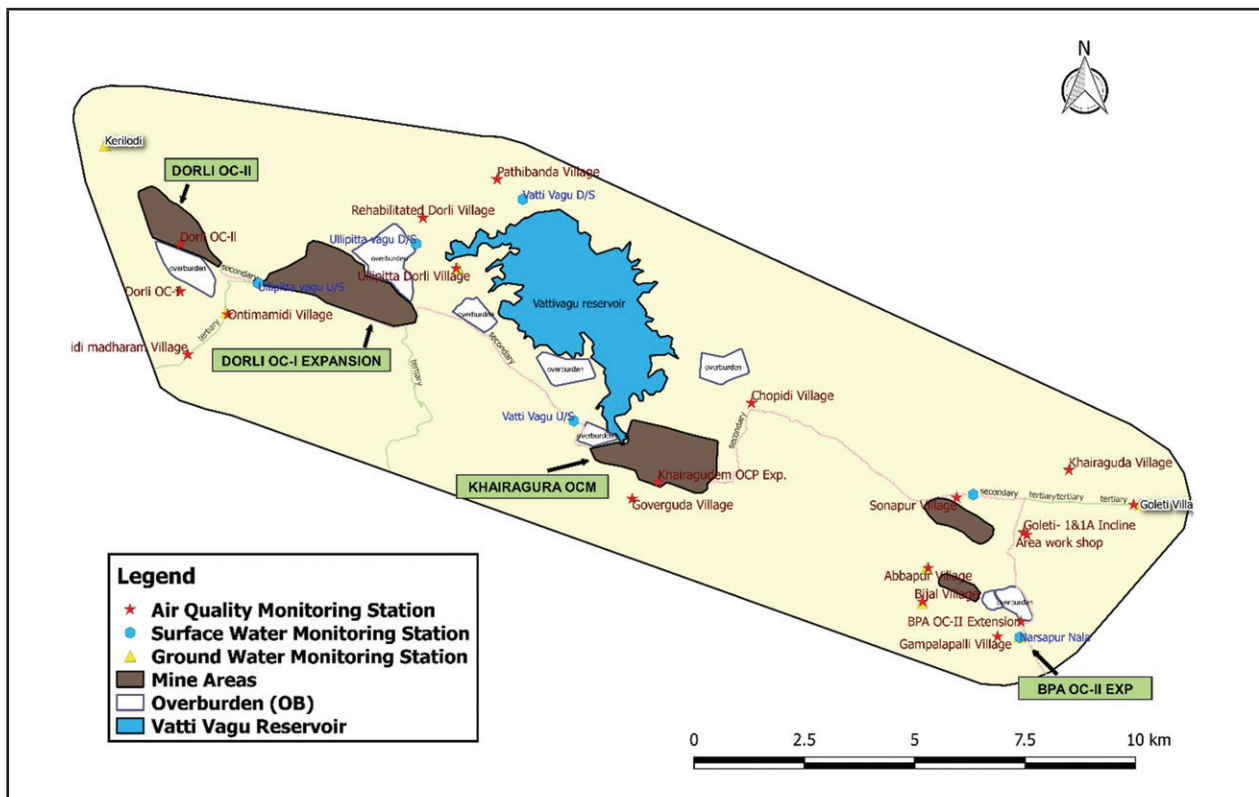 N
Kerilodi
DORLI OC-II
Pathibanda Village
Vatti Vagu D/S
Rehabilitated Dorli Village
Dorli OC-II
Ullipitta vagu D/S
overburden
overburden
secondary
Ullipitta Dorli Village
Dorli OC-I
Ullipitta vagu U/S
Vattivagu reservoir
Ontimamidi Village
overburden
tertiary
idi madharam Village
DORLI OC-I EXPANSION
secondary
tertiary
overburden
overburden
Chopidi Village
Vatti Vagu U/S
overburden
secondary
KHAIRAGURA OCM
Khairagudem OCP Exp.
Khairaguda Village
Goverguda Village
Sonapur Village
secondary
tertiary
tertiary
tertiary
Goleti Villa
Goleti- 1&1A Incline
Area work shop
Abbapur Village
Bijal Village
overburden
BPA OC-II Extension
Gampalapalli Village
Narsapur Nala
BPA OC-II EXP
Legend
Air Quality Monitoring Station
Surface Water Monitoring Station
Ground Water Monitoring Station
Mine Areas
Overburden (OB)
Vatti Vagu Reservoir
0 2.5 5 7.5 10 km